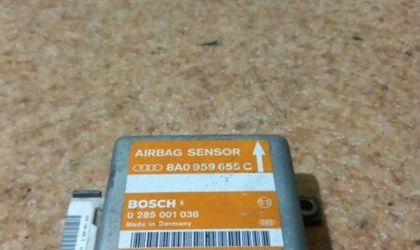 AIRBAG SENSOR
8A0 959 655 C
BOSCH
0 285 001 038
Made in Germany